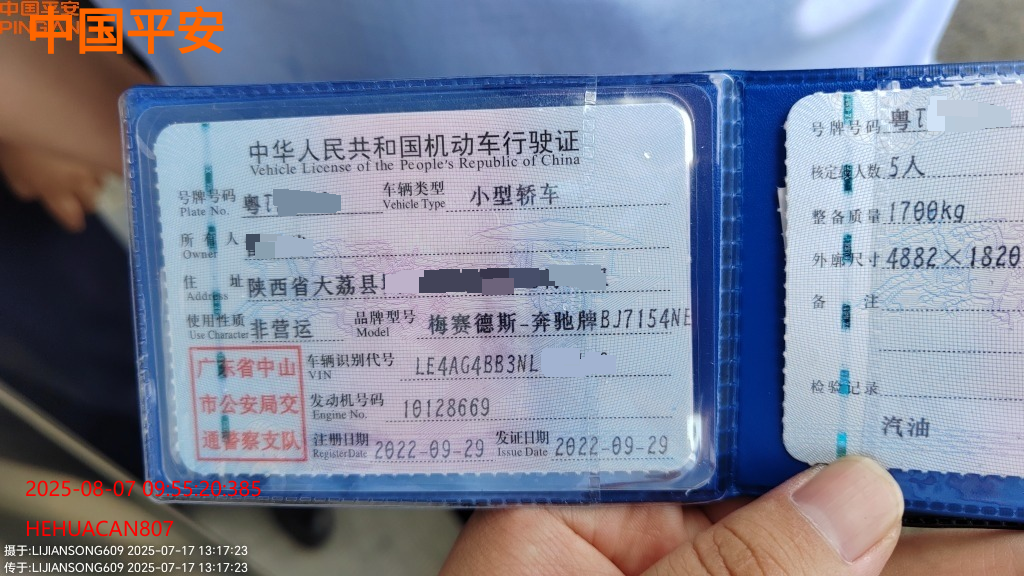 中国平安
中国平安
中华人民共和国机动车行驶证
Vehicle License of the People's Republic of China
号牌号码 粤 车辆类型 小型轿车
Plate No. Vehicle Type
所有人
Owner
住 址 陕西省大荔县
Address
使用性质 非营运 品牌型号 梅赛德斯-奔驰牌BJ7154NE
Use Character Model
车辆识别代号 LE4AG4BB3NL
VIN
发动机号码 10128669
Engine No.
注册日期 2022-09-29 发证日期 2022-09-29
Register Date Issue Date
广东省中山
市公安局交
通警察支队
号牌号码 粤
核定载人数 5人
整备质量 1700kg
外廓尺寸 4882×1820
备 注
检验记录
汽油
2025-08-07 09:55:20:385
HEHUACAN807
摄于:LIJIANSONG609 2025-07-17 13:17:23
传于:LIJIANSONG609 2025-07-17 13:17:23